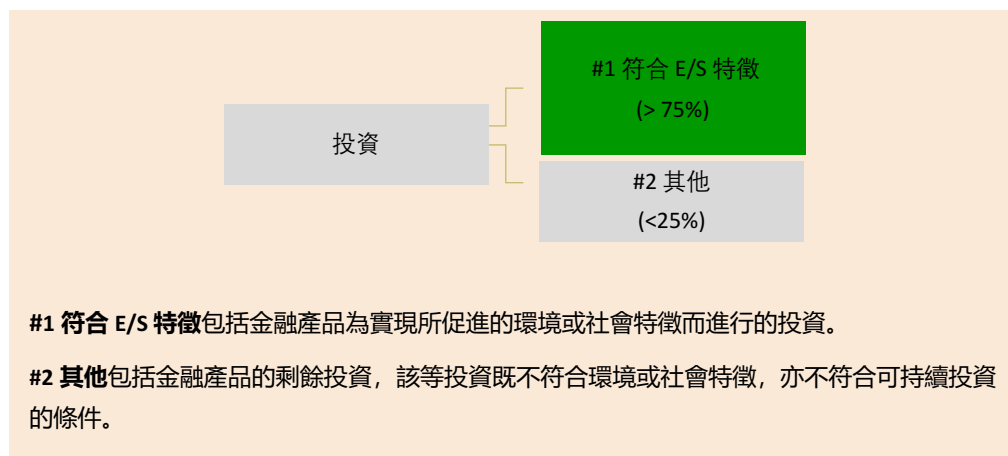 #1 符合 E/S 特徵
(> 75%)
投資
#2 其他
(<25%)
#1 符合 E/S 特徵包括金融產品為實現所促進的環境或社會特徵而進行的投資。
#2 其他包括金融產品的剩餘投資，該等投資既不符合環境或社會特徵，亦不符合可持續投資
的條件。